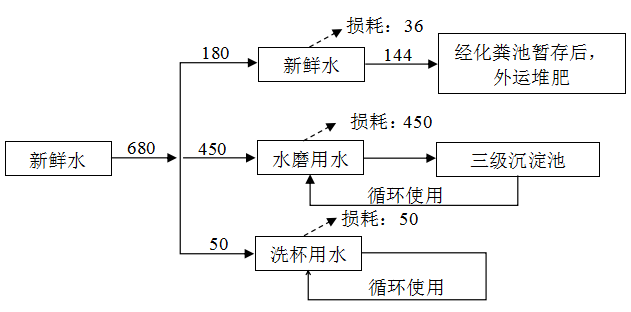 损耗：36
180
新鲜水
144
经化粪池暂存后，
外运堆肥
损耗：450
新鲜水
680
450
水磨用水
三级沉淀池
循环使用
损耗：50
50
洗杯用水
循环使用